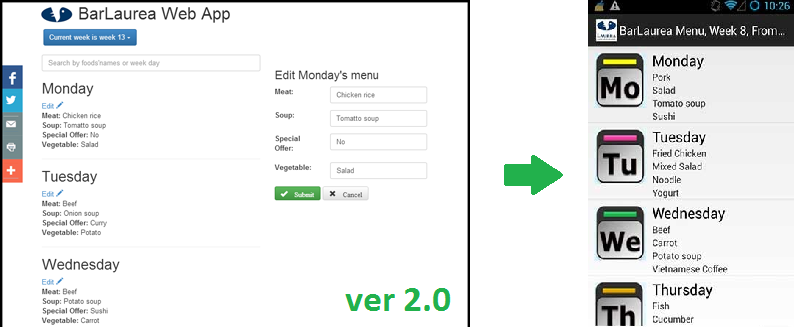 BarLaurea Web App
Current week is week 13
Search by foods'names or week day
Monday
Edit
Meat: Chicken rice
Soup: Tomatto soup
Special Offer: No
Vegetable: Salad
Tuesday
Edit
Meat: Beef
Soup: Onion soup
Special Offer: Curry
Vegetable: Potato
Wednesday
Edit
Meat: Beef
Soup: Potato soup
Special Offer: Sushi
Vegetable: Carrot
Edit Monday's menu
Meat: Chicken rice
Soup: Tomatto soup
Special Offer: No
Vegetable: Salad
Submit Cancel
ver 2.0
10:26
LAUREA
BarLaurea Menu, Week 8, From...
Mo
Monday
Pork
Salad
Tomato soup
Sushi
Tu
Tuesday
Fried Chicken
Mixed Salad
Noodle
Yogurt
We
Wednesday
Beef
Carrot
Potato soup
Vietnamese Coffee
Th
Thursday
Fish
Cucumber